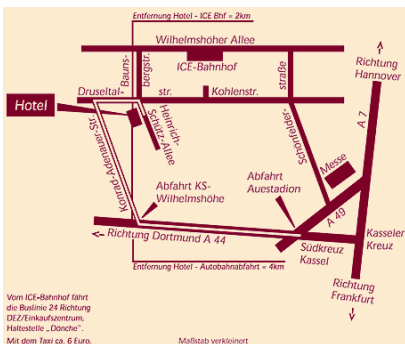 Entfernung Hotel - ICE Bhf = 2km
Wilhelmshöher Allee
ICE-Bahnhof
Richtung
Hannover
Bauns-
bergstr.
straße
Druseltal-
str.
Kohlenstr.
Hotel
Heinrich-
Schütz-Allee
Konrad-Adenauer-Str.
Schönfelder-
A 7
Messe
Abfahrt KS-
Wilhelmshöhe
Abfahrt
Auestadion
A 49
Richtung Dortmund A 44
Südkreuz
Kassel
Kasseler
Kreuz
Entfernung Hotel - Autobahnabfahrt = 4km
Richtung
Frankfurt
Vom ICE-Bahnhof fährt
die Buslinie 24 Richtung
DEZ/Einkaufszentrum,
Haltestelle „Dönche".
Mit dem Taxi ca. 6 Euro.
Maßstab verkleinert